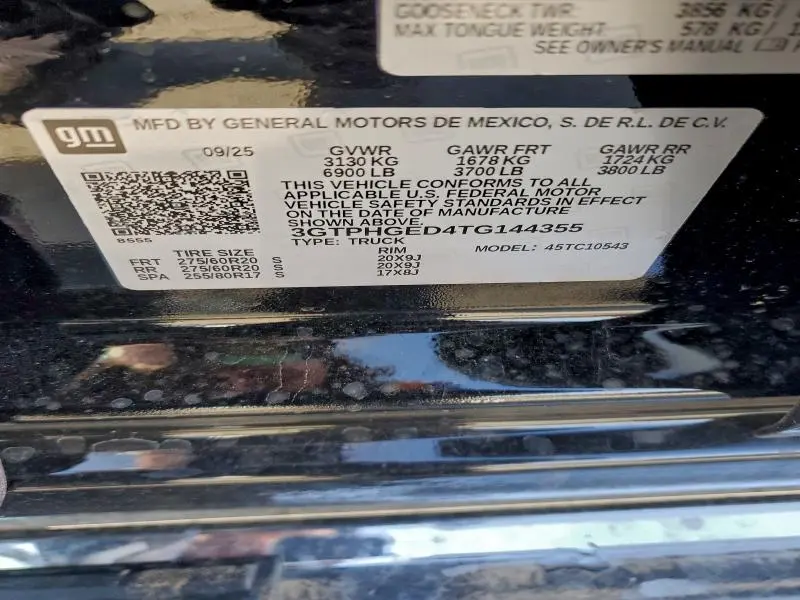 GOOSENECK TWR: 3856 KG /
MAX TONGUE WEIGHT: 578 KG /
SEE OWNER'S MANUAL
gm
MFD BY GENERAL MOTORS DE MEXICO, S. DE R.L. DE C.V.
09/25 GVWR GAWR FRT GAWR RR
3130 KG 1678 KG 1724 KG
6900 LB 3700 LB 3800 LB
THIS VEHICLE CONFORMS TO ALL
APPLICABLE U.S. FEDERAL MOTOR
VEHICLE SAFETY STANDARDS IN EFFECT
ON THE DATE OF MANUFACTURE
SHOWN ABOVE.
8S55
3GTPHGED4TG144355
TYPE: TRUCK MODEL: 45TC10543
TIRE SIZE RIM
FRT 275/60R20 S 20X9J
RR 275/60R20 S 20X9J
SPA 255/80R17 S 17X8J